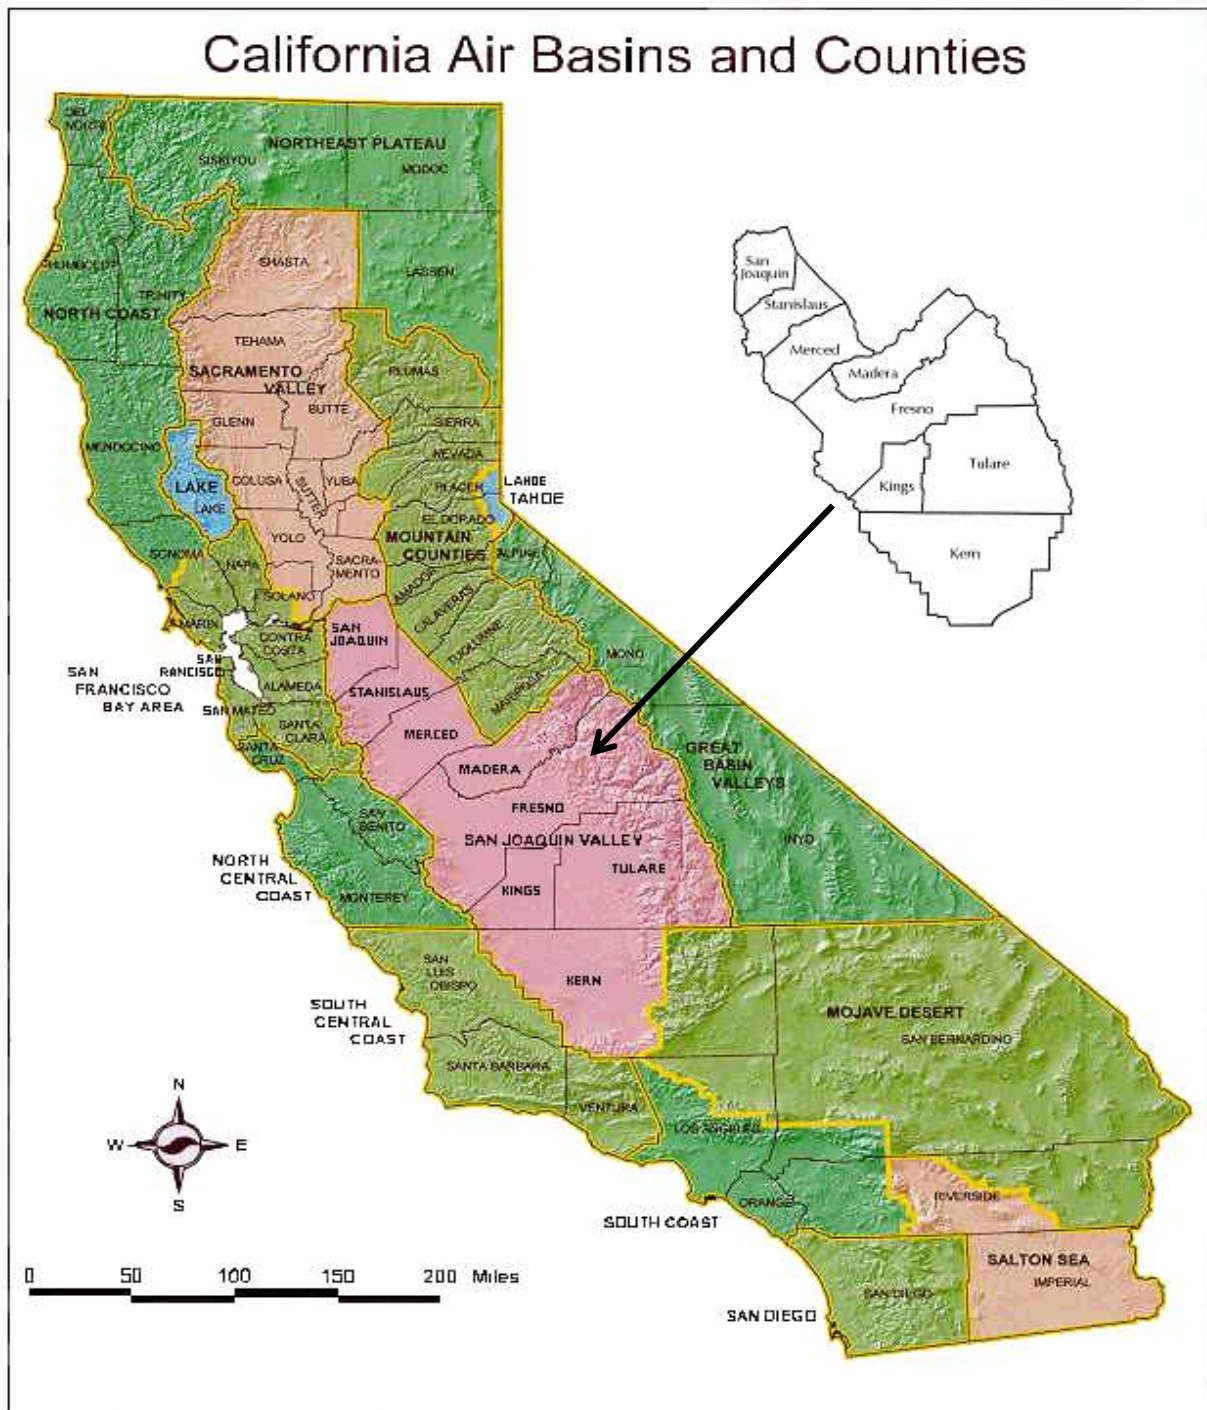 California Air Basins and Counties
DEL
NORTE
NORTHEAST PLATEAU
SISKIYOU
MODOC
HUMBOLDT
TRINITY
NORTH COAST
SHASTA
LASSEN
TEHAMA
SACRAMENTO
VALLEY
PLUMAS
BUTTE
GLENN
SIERRA
MENDOCINO
NEVADA
COLUSA
SUTTER
YUBA
PLACER
LAKE
LAKE
LAHOE
TAHOE
EL DORADO
MOUNTAIN
COUNTIES
ALPINE
YOLO
SONOMA
NAPA
SACRA-
MENTO
AMADOR
SOLANO
CALAVERAS
MARIN
SAN
JOAQUIN
CONTRA
COSTA
TUOLUMNE
MONO
SAN
RANCISCO
SAN
FRANCISCO
BAY AREA
ALAMEDA
STANISLAUS
MARIPOSA
SAN MATEO
SANTA
CLARA
MERCED
SANTA
CRUZ
MADERA
GREAT
BASIN
VALLEYS
FRESNO
SAN
BENITO
SAN JOAQUIN VALLEY
INYO
NORTH
CENTRAL
COAST
TULARE
KINGS
MONTEREY
SAN
LUIS
OBISPO
KERN
SOUTH
CENTRAL
COAST
MOJAVE DESERT
SAN BERNARDINO
SANTA BARBARA
VENTURA
LOS ANGELES
ORANGE
RIVERSIDE
SOUTH COAST
SALTON SEA
IMPERIAL
SAN DIEGO
SAN DIEGO
San
Joaquin
Stanislaus
Merced
Madera
Fresno
Tulare
Kings
Kern
N
W
E
S
0 50 100 150 200 Miles